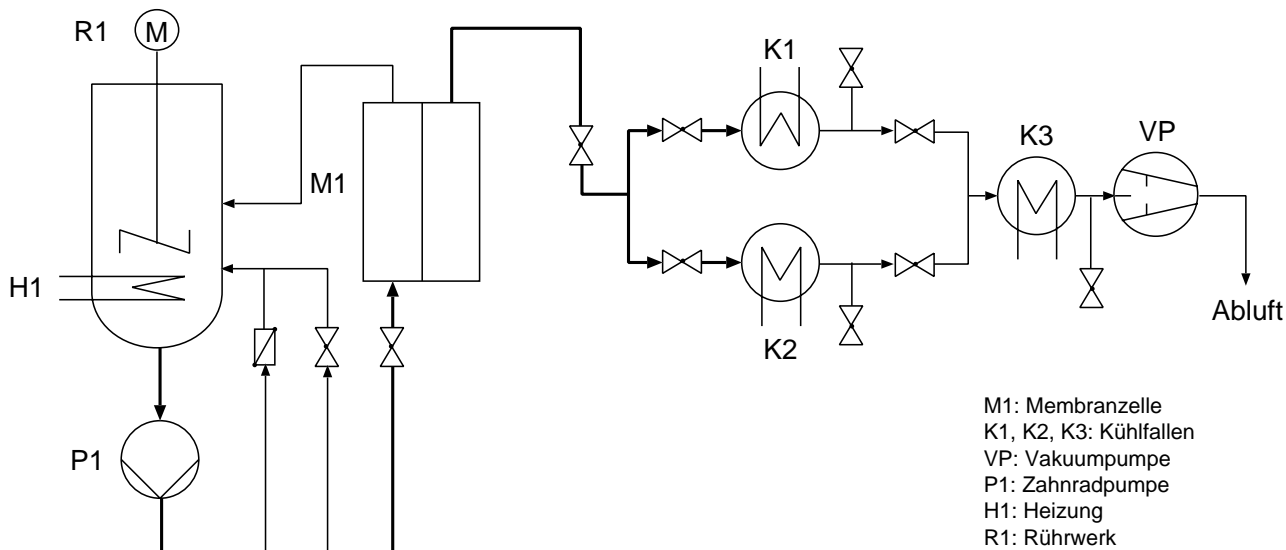 R1
M
K1
K3
VP
M1
H1
Abluft
K2
P1
M1: Membranzelle
K1, K2, K3: Kühlfallen
VP: Vakuumpumpe
P1: Zahnradpumpe
H1: Heizung
R1: Rührwerk